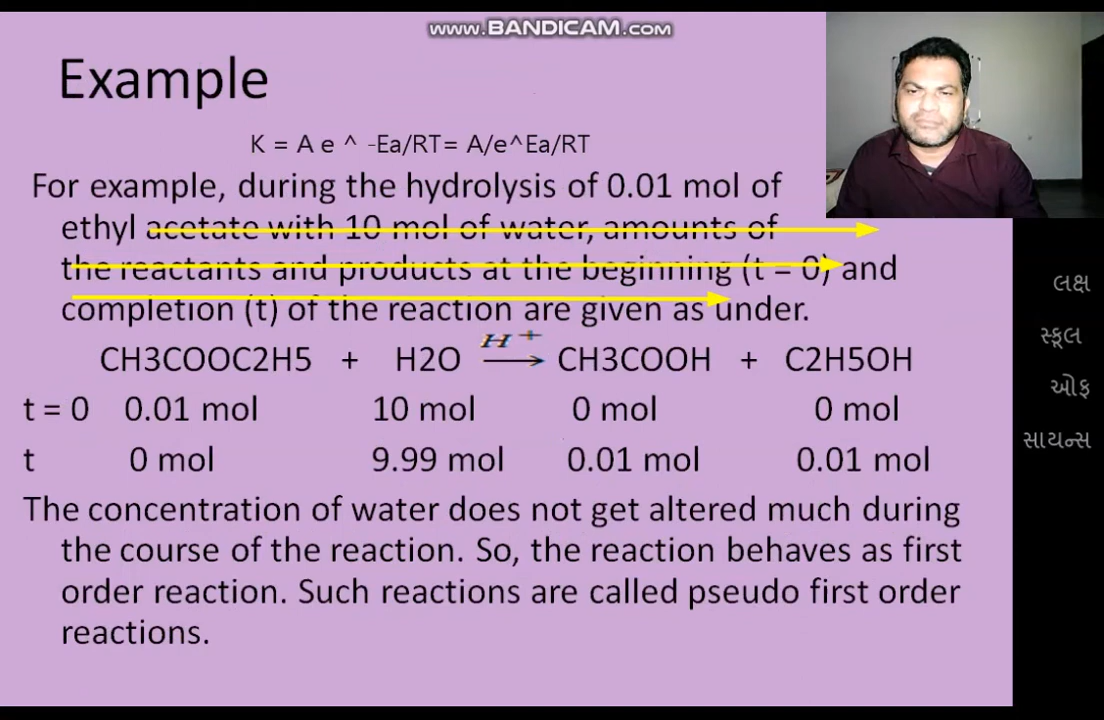 www.BANDICAM.com
Example
K = A e ^ -Ea/RT= A/e^Ea/RT
For example, during the hydrolysis of 0.01 mol of
ethyl acetate with 10 mol of water, amounts of
the reactants and products at the beginning (t = 0) and
completion (t) of the reaction are given as under.
H +
CH3COOC2H5 + H2O → CH3COOH + C2H5OH
t = 0 0.01 mol 10 mol 0 mol 0 mol
t 0 mol 9.99 mol 0.01 mol 0.01 mol
The concentration of water does not get altered much during
the course of the reaction. So, the reaction behaves as first
order reaction. Such reactions are called pseudo first order
reactions.
લક્ષ
સ્કૂલ
ઓફ
સાયન્સ